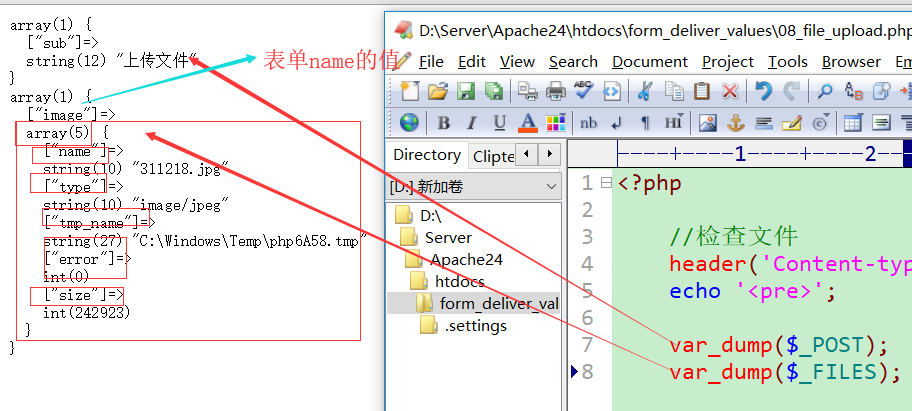 array(1) {
["sub"]=>
string(12) "上传文件"
}
array(1) {
["image"]=>
array(5) {
["name"]=>
string(10) "311218.jpg"
["type"]=>
string(10) "image/jpeg"
["tmp_name"]=>
string(27) "C:\Windows\Temp\php6A58.tmp"
["error"]=>
int(0)
["size"]=>
int(242923)
}
}
表单name的值
D:\Server\Apache24\htdocs\form_deliver_values\08_file_upload.php
File Edit View Search Document Project Tools Browser Em
B I U A nb ¶ HI
Directory Clipte
[D:] 新加卷
D:\
Server
Apache24
htdocs
form_deliver_val
.settings
----+----1----+----2--
1 <?php
2
3 //检查文件
4 header('Content-typ
5 echo '<pre>';
6
7 var_dump($_POST);
8 var_dump($_FILES);